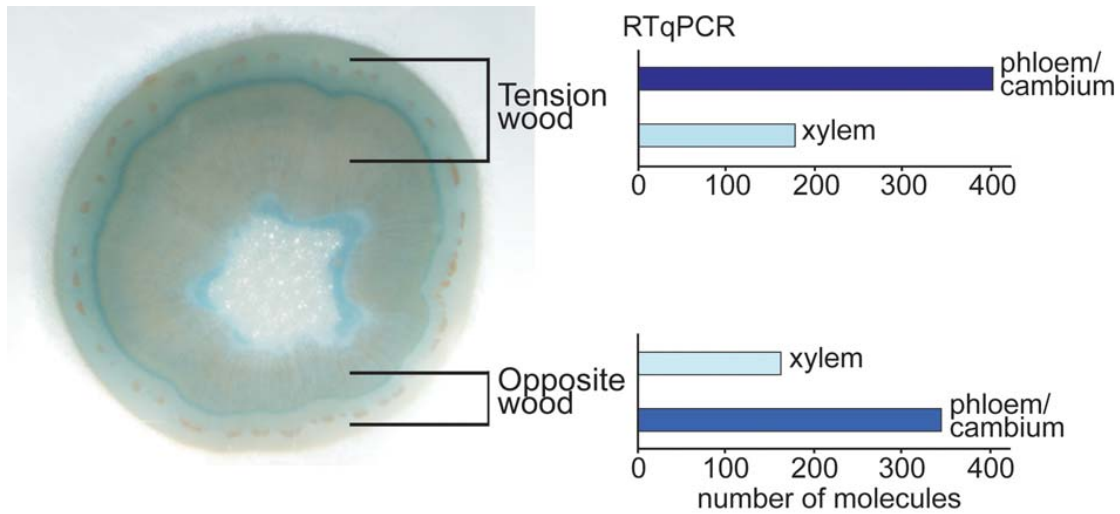 RTqPCR
Tension
wood
phloem/
cambium
xylem
0 100 200 300 400
Opposite
wood
xylem
phloem/
cambium
0 100 200 300 400
number of molecules